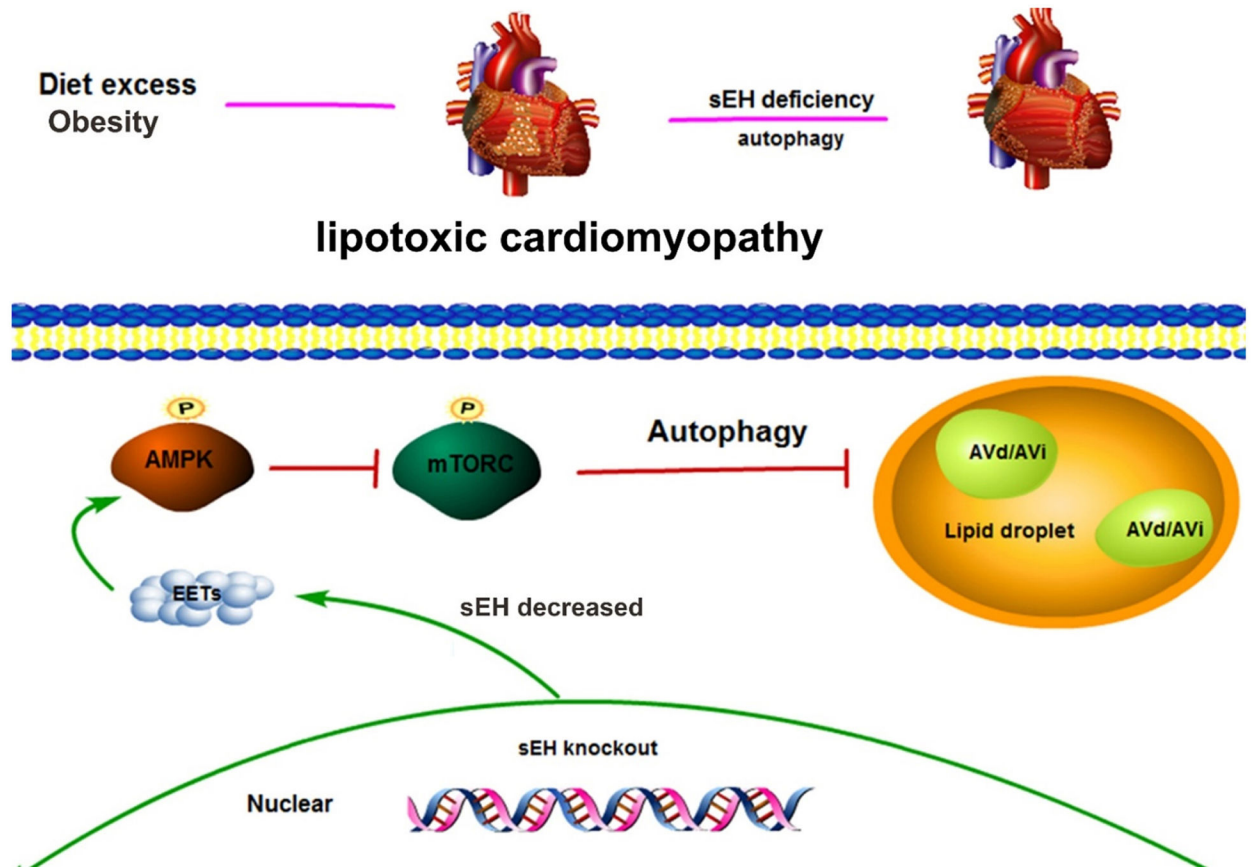 Diet excess
Obesity
sEH deficiency
autophagy
lipotoxic cardiomyopathy
P
AMPK
P
mTORC
Autophagy
AVd/AVi
Lipid droplet
AVd/AVi
EETs
sEH decreased
sEH knockout
Nuclear